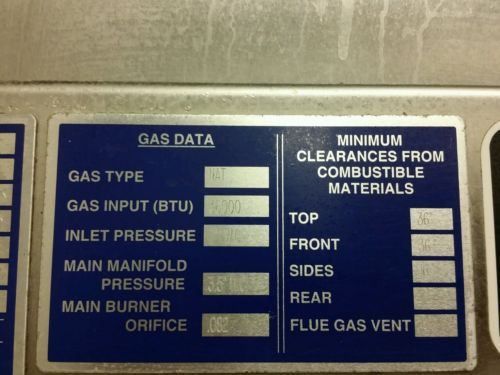 GAS DATA
GAS TYPE NAT
GAS INPUT (BTU)
INLET PRESSURE
MAIN MANIFOLD
PRESSURE
MAIN BURNER
ORIFICE .082
MINIMUM
CLEARANCES FROM
COMBUSTIBLE
MATERIALS
TOP 36"
FRONT 36"
SIDES
REAR
FLUE GAS VENT